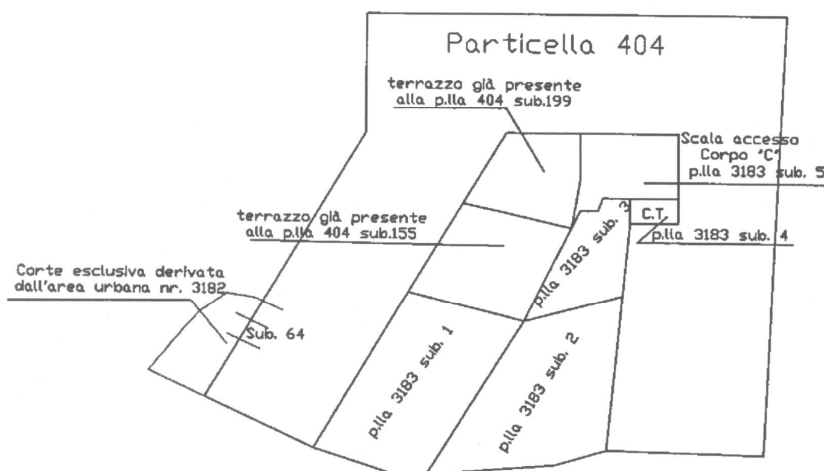 Particella 404
terrazzo già presente
alla p.lla 404 sub.199
Scala accesso
Corpo "C"
p.lla 3183 sub. 5
C.T.
p.lla 3183 sub. 4
p.lla 3183 sub. 3
terrazzo già presente
alla p.lla 404 sub.155
Corte esclusiva derivata
dall'area urbana nr. 3182
Sub. 64
p.lla 3183 sub. 1
p.lla 3183 sub. 2